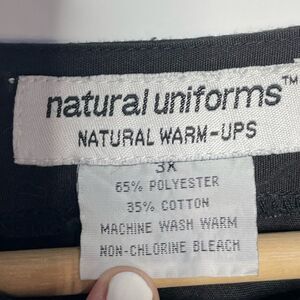 natural uniforms™
NATURAL WARM-UPS
3X
65% POLYESTER
35% COTTON
MACHINE WASH WARM
NON-CHLORINE BLEACH